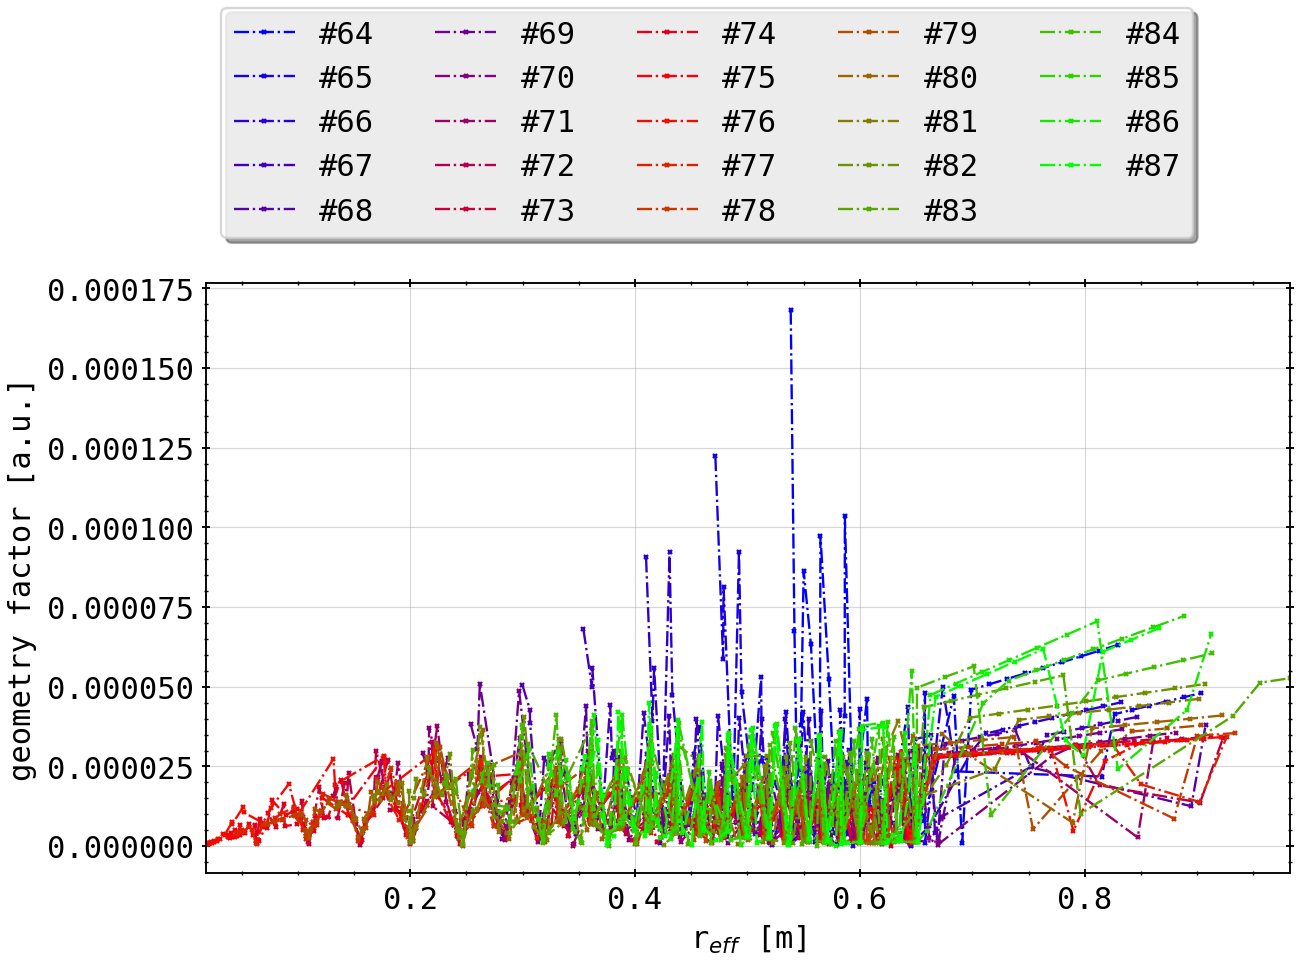 #64 #69 #74 #79 #84
#65 #70 #75 #80 #85
#66 #71 #76 #81 #86
#67 #72 #77 #82 #87
#68 #73 #78 #83
0.000175
0.000150
0.000125
0.000100
0.000075
0.000050
0.000025
0.000000
geometry factor [a.u.]
0.2 0.4 0.6 0.8
r_eff [m]